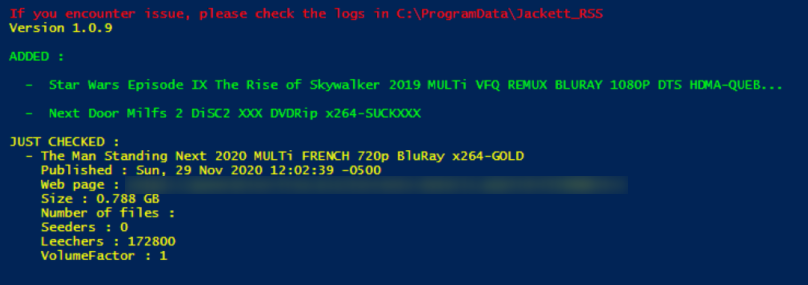 If you encounter issue, please check the logs in C:\ProgramData\Jackett_RSS
Version 1.0.9
ADDED :
- Star Wars Episode IX The Rise of Skywalker 2019 MULTi VFQ REMUX BLURAY 1080P DTS HDMA-QUEB...
- Next Door Milfs 2 DiSC2 XXX DVDRip x264-SUCKXXX
JUST CHECKED :
- The Man Standing Next 2020 MULTi FRENCH 720p BluRay x264-GOLD
Published : Sun, 29 Nov 2020 12:02:39 -0500
Web page :
Size : 0.788 GB
Number of files :
Seeders : 0
Leechers : 172800
VolumeFactor : 1